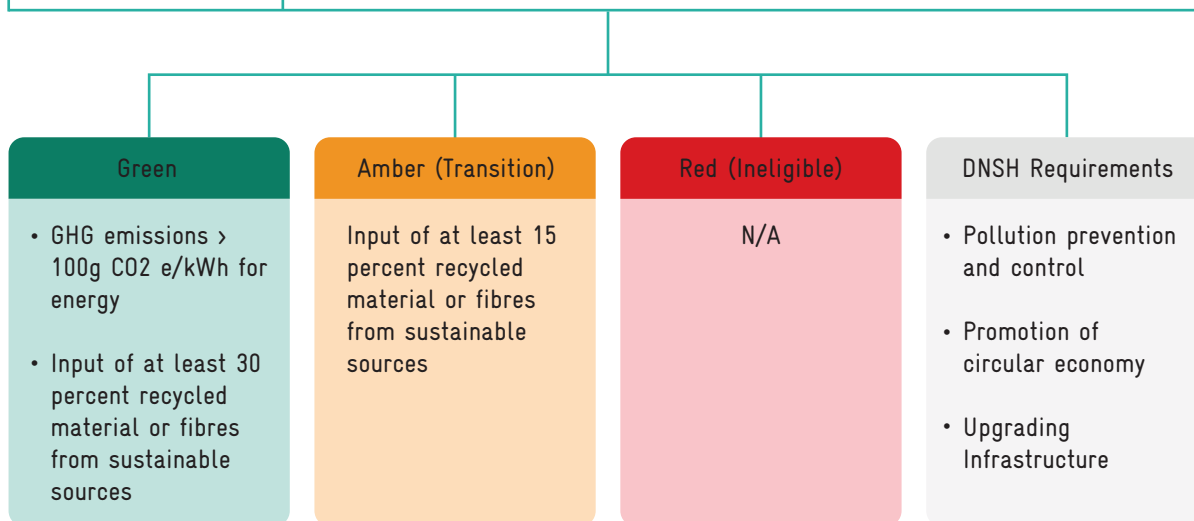 Green
• GHG emissions >
100g CO2 e/kWh for
energy
• Input of at least 30
percent recycled
material or fibres
from sustainable
sources
Amber (Transition)
Input of at least 15
percent recycled
material or fibres
from sustainable
sources
Red (Ineligible)
N/A
DNSH Requirements
• Pollution prevention
and control
• Promotion of
circular economy
• Upgrading
Infrastructure